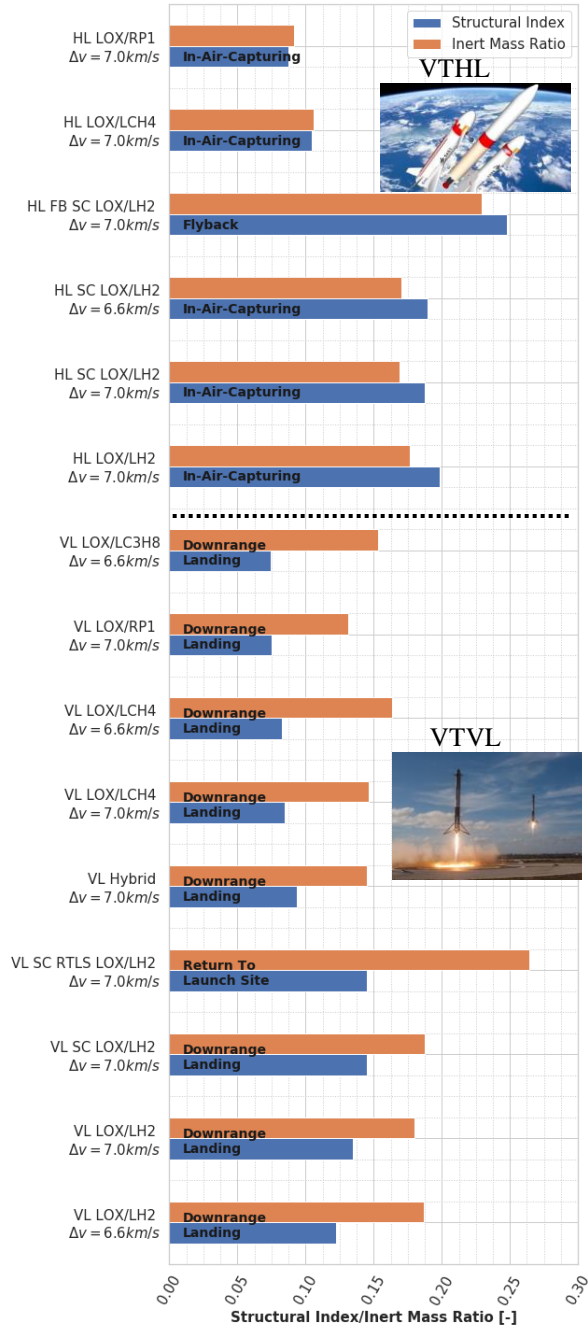 Structural Index
Inert Mass Ratio
VTHL
HL LOX/RP1
Δv = 7.0km/s
In-Air-Capturing
HL LOX/LCH4
Δv = 7.0km/s
In-Air-Capturing
HL FB SC LOX/LH2
Δv = 7.0km/s
Flyback
HL SC LOX/LH2
Δv = 6.6km/s
In-Air-Capturing
HL SC LOX/LH2
Δv = 7.0km/s
In-Air-Capturing
HL LOX/LH2
Δv = 7.0km/s
In-Air-Capturing
VL LOX/LC3H8
Δv = 6.6km/s
Downrange
Landing
VL LOX/RP1
Δv = 7.0km/s
Downrange
Landing
VL LOX/LCH4
Δv = 6.6km/s
Downrange
Landing
VTVL
VL LOX/LCH4
Δv = 7.0km/s
Downrange
Landing
VL Hybrid
Δv = 7.0km/s
Downrange
Landing
VL SC RTLS LOX/LH2
Δv = 7.0km/s
Return To
Launch Site
VL SC LOX/LH2
Δv = 7.0km/s
Downrange
Landing
VL LOX/LH2
Δv = 7.0km/s
Downrange
Landing
VL LOX/LH2
Δv = 6.6km/s
Downrange
Landing
0.00 0.05 0.10 0.15 0.20 0.25 0.30
Structural Index/Inert Mass Ratio [-]